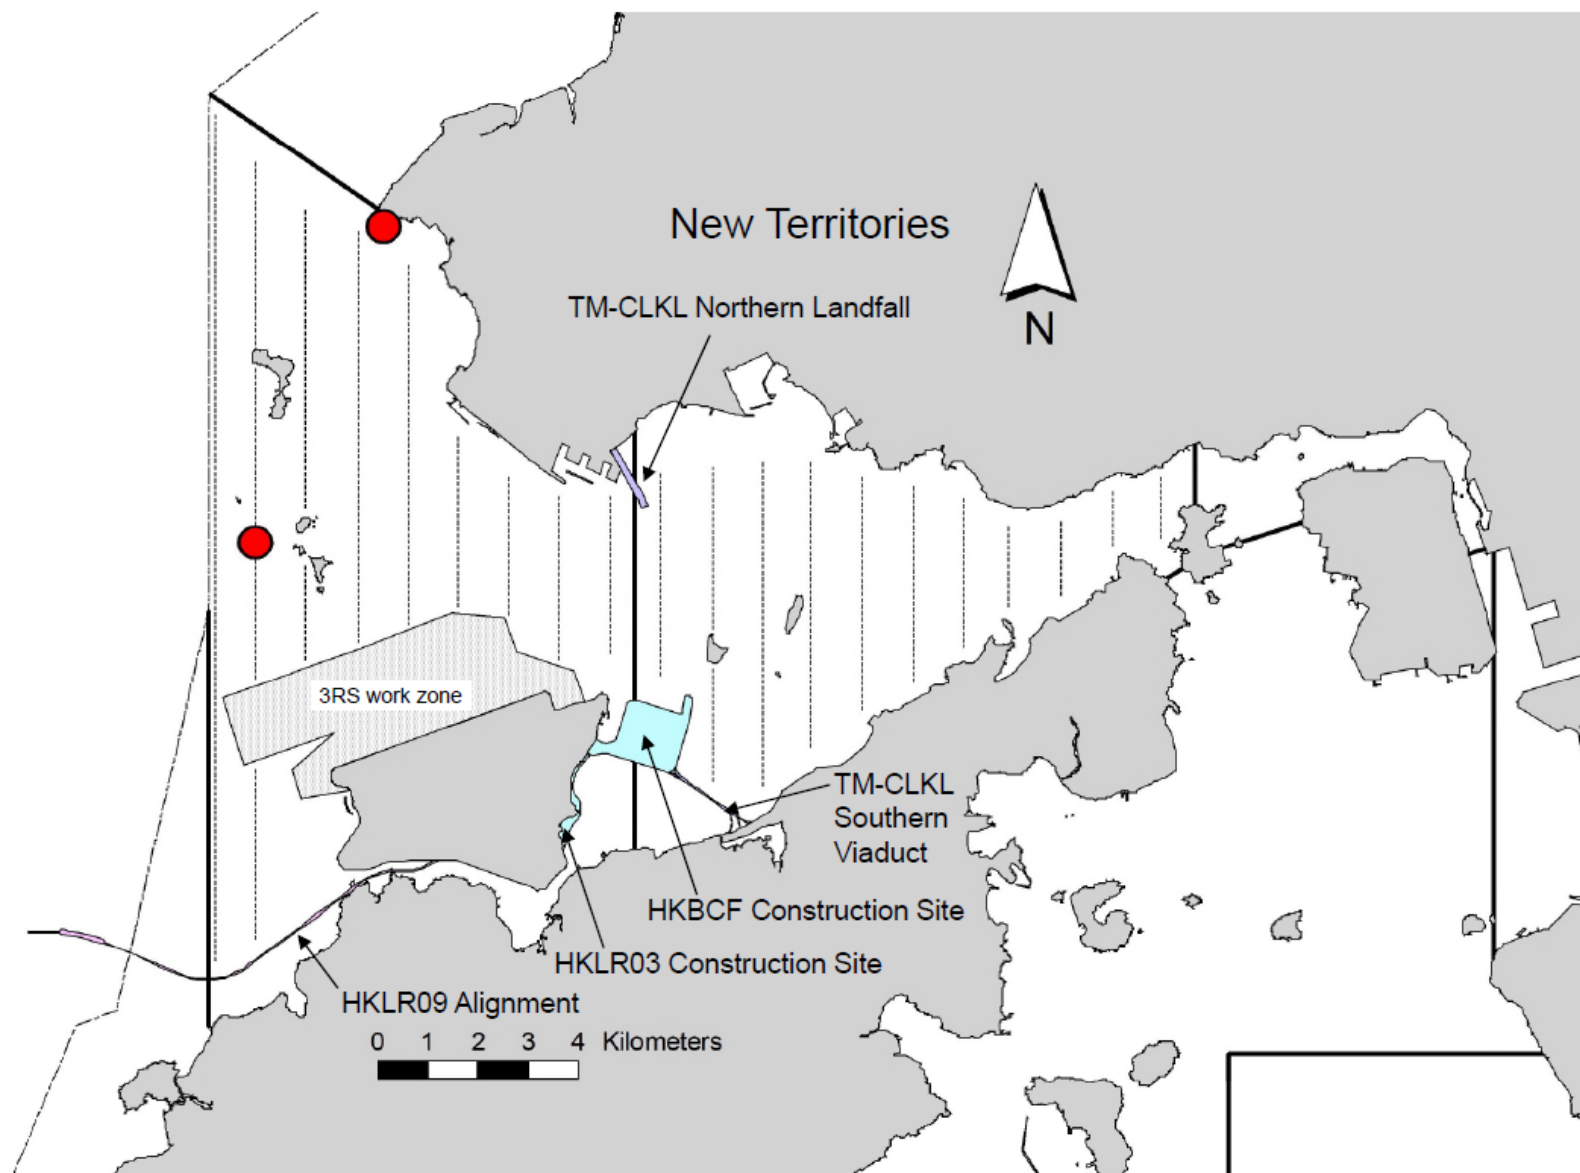 New Territories
TM-CLKL Northern Landfall
N
3RS work zone
TM-CLKL
Southern
Viaduct
HKBCF Construction Site
HKLR03 Construction Site
HKLR09 Alignment
0 1 2 3 4 Kilometers